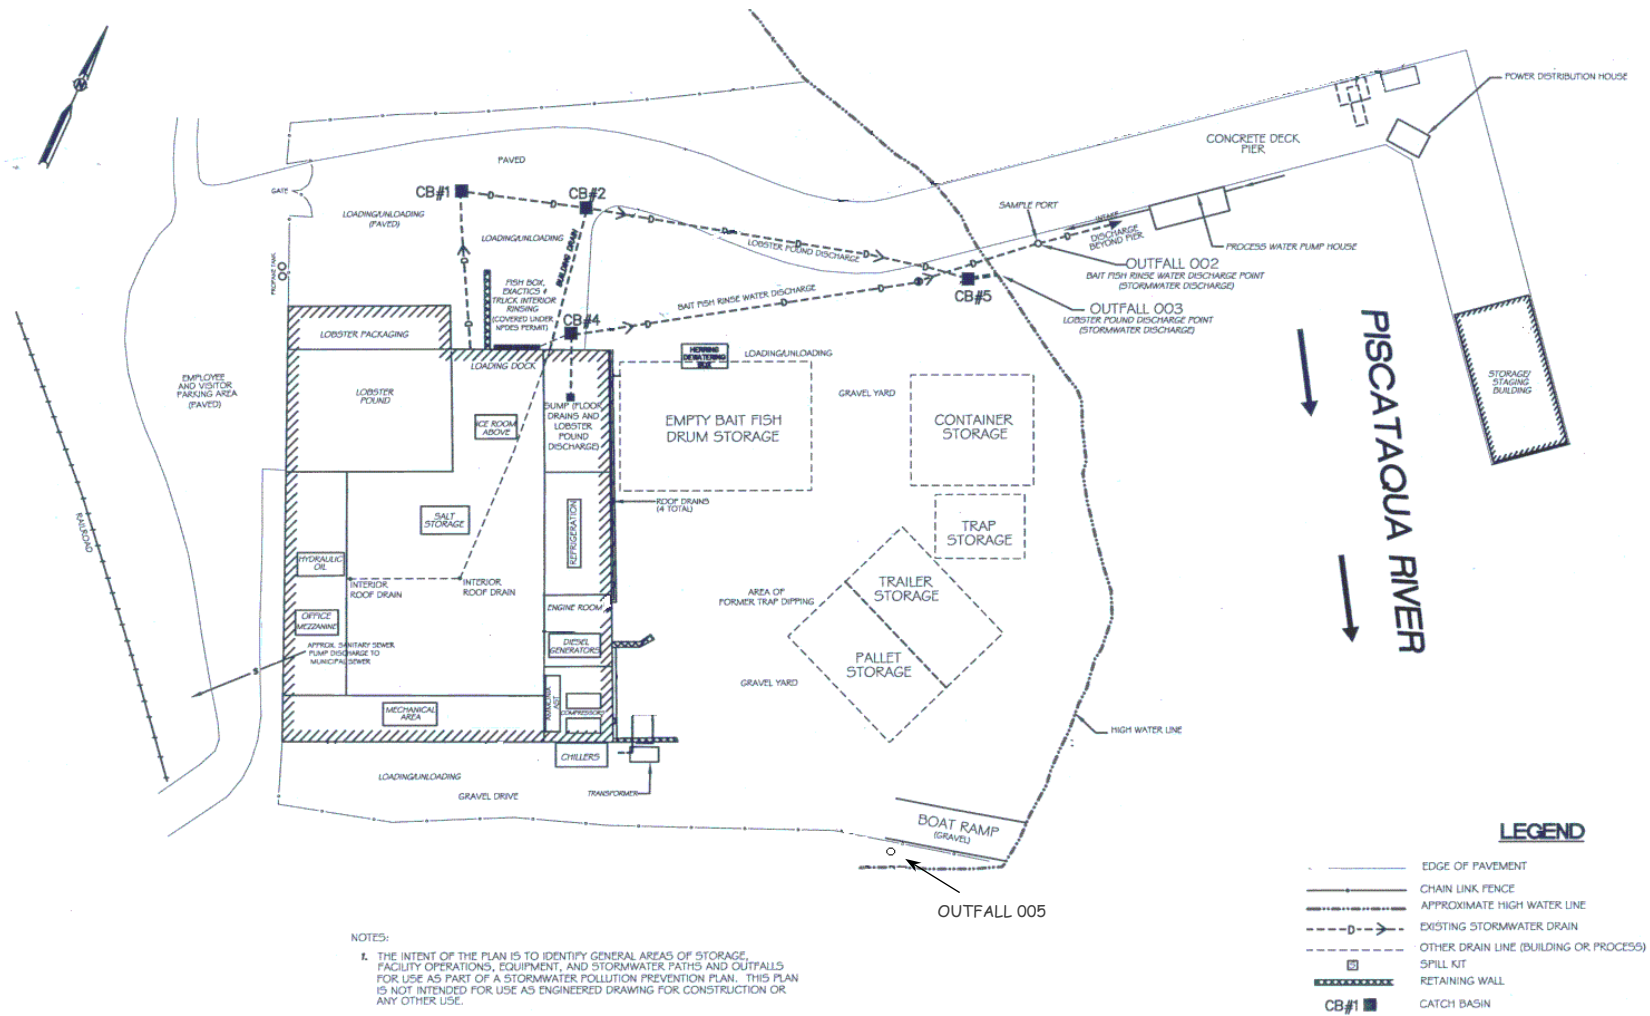 N
POWER DISTRIBUTION HOUSE
CONCRETE DECK
PIER
PAVED
GATE
CB#1
CB#2
SAMPLE PORT
INTAKE
DISCHARGE
BEYOND PIER
PROCESS WATER PUMP HOUSE
LOADING/UNLOADING
(PAVED)
LOADING/UNLOADING
BUILDING DRAIN
LOBSTER POUND DISCHARGE
PROPANE TANK
OUTFALL 002
BAIT FISH RINSE WATER DISCHARGE POINT
(STORMWATER DISCHARGE)
FISH BOX,
EXACTICS &
TRUCK INTERIOR
RINSING
(COVERED UNDER
NPDES PERMIT)
BAIT FISH RINSE WATER DISCHARGE
CB#5
OUTFALL 003
LOBSTER POUND DISCHARGE POINT
(STORMWATER DISCHARGE)
CB#4
LOBSTER PACKAGING
HERRING
DEWATERING
BOX
LOADING/UNLOADING
LOADING DOCK
PISCATAQUA RIVER
EMPLOYEE
AND VISITOR
PARKING AREA
(PAVED)
LOBSTER
POUND
GRAVEL YARD
STORAGE/
STAGING
BUILDING
ICE ROOM
ABOVE
SUMP (FLOOR
DRAINS AND
LOBSTER
POUND
DISCHARGE)
EMPTY BAIT FISH
DRUM STORAGE
CONTAINER
STORAGE
ROOF DRAINS
(4 TOTAL)
SALT
STORAGE
REFRIGERATION
RAILROAD
TRAP
STORAGE
HYDRAULIC
OIL
INTERIOR
ROOF DRAIN
INTERIOR
ROOF DRAIN
TRAILER
STORAGE
AREA OF
FORMER TRAP DIPPING
ENGINE ROOM
OFFICE
MEZZANINE
DIESEL
GENERATORS
APPROX. SANITARY SEWER
PUMP DISCHARGE TO
MUNICIPAL SEWER
S
PALLET
STORAGE
GRAVEL YARD
AMMONIA
AST
COMPRESSORS
MECHANICAL
AREA
HIGH WATER LINE
CHILLERS
LOADING/UNLOADING
GRAVEL DRIVE
TRANSFORMER
BOAT RAMP
(GRAVEL)
OUTFALL 005
LEGEND
EDGE OF PAVEMENT
CHAIN LINK FENCE
APPROXIMATE HIGH WATER LINE
D EXISTING STORMWATER DRAIN
OTHER DRAIN LINE (BUILDING OR PROCESS)
S SPILL KIT
RETAINING WALL
CB#1 CATCH BASIN
NOTES:
1. THE INTENT OF THE PLAN IS TO IDENTIFY GENERAL AREAS OF STORAGE,
FACILITY OPERATIONS, EQUIPMENT, AND STORMWATER PATHS AND OUTFALLS
FOR USE AS PART OF A STORMWATER POLLUTION PREVENTION PLAN. THIS PLAN
IS NOT INTENDED FOR USE AS ENGINEERED DRAWING FOR CONSTRUCTION OR
ANY OTHER USE.